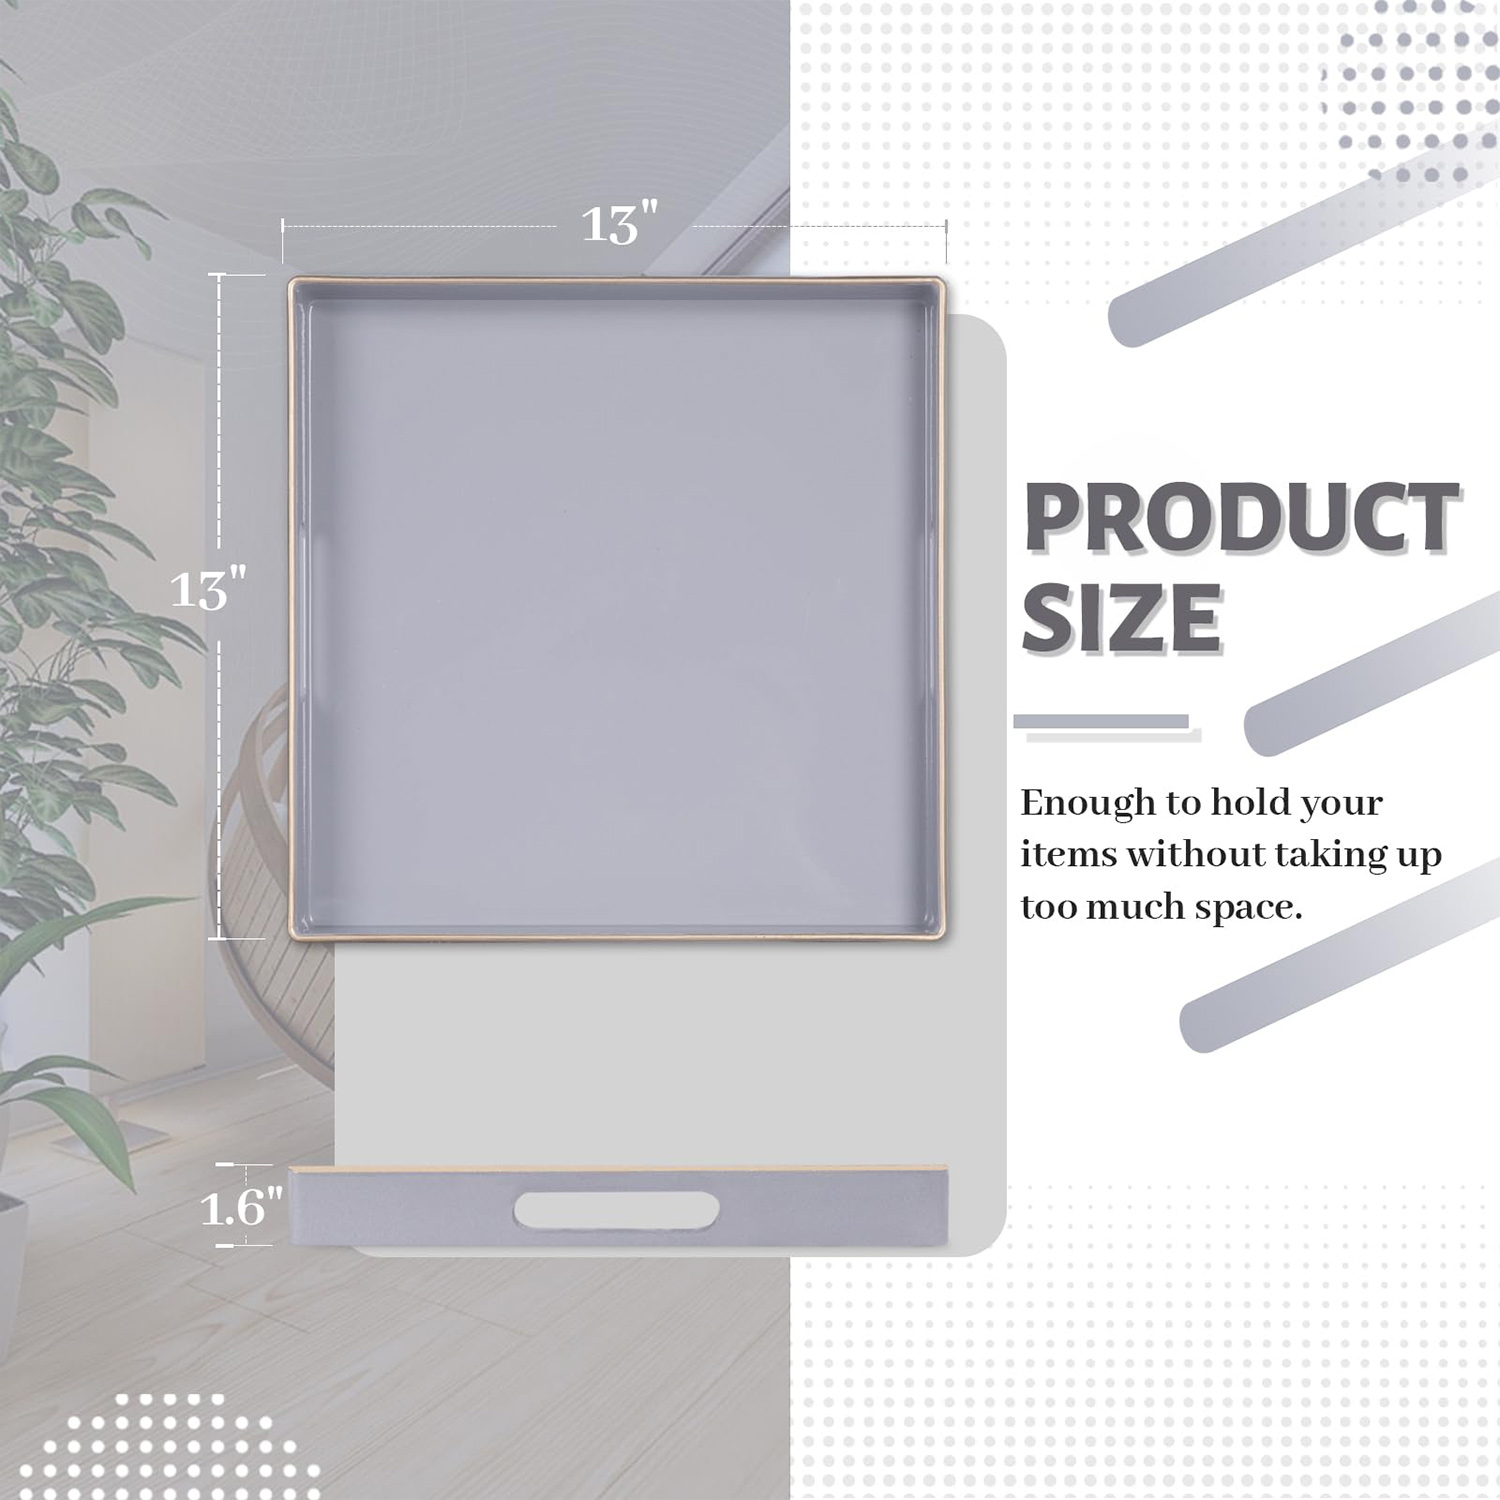 13"
13"
PRODUCT
SIZE
Enough to hold your
items without taking up
too much space.
1.6"